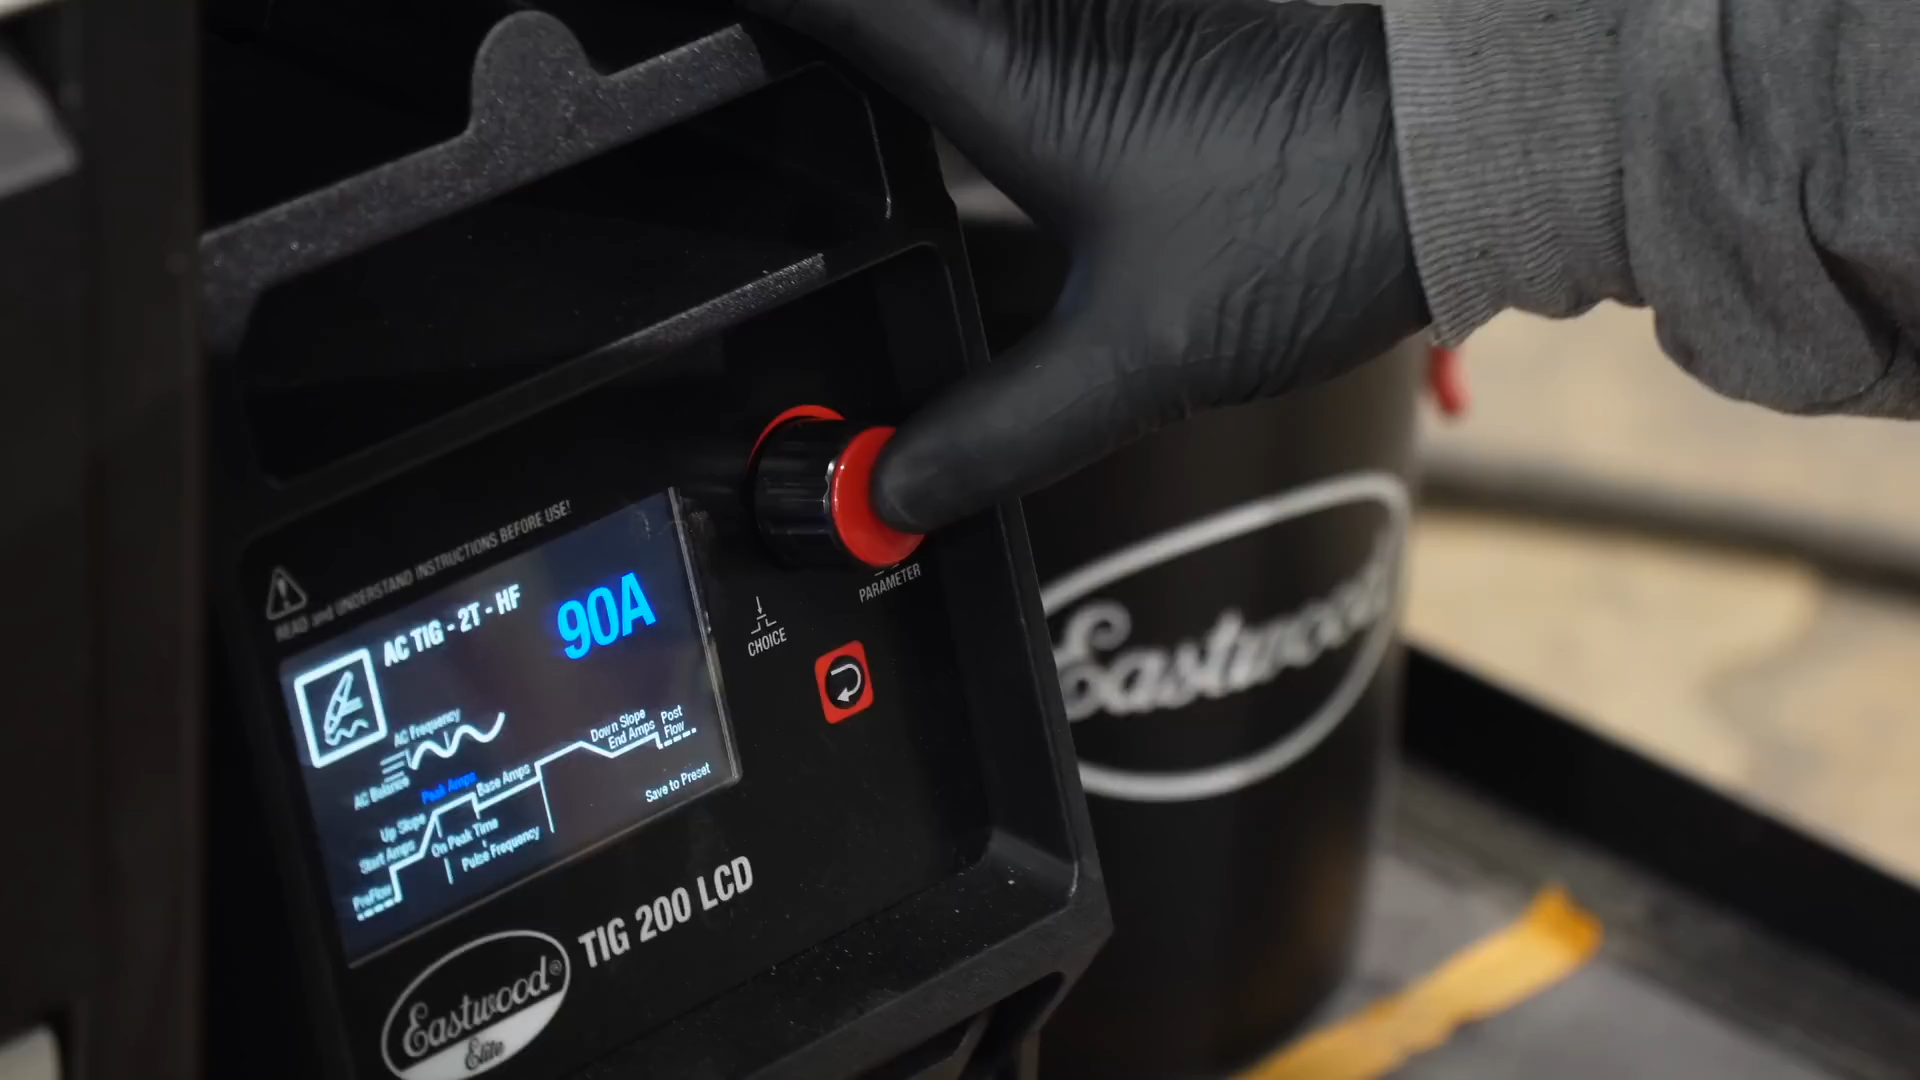 READ and UNDERSTAND INSTRUCTIONS BEFORE USE!
AC TIG - 2T - HF
90A
AC Frequency
AC Balance
Peak Amps
Base Amps
Down Slope
End Amps
Post
Flow
Up Slope
Start Amps
On Peak Time
Pulse Frequency
PreFlow
Save to Preset
PARAMETER
CHOICE
TIG 200 LCD
Eastwood®
Elite
Eastwood